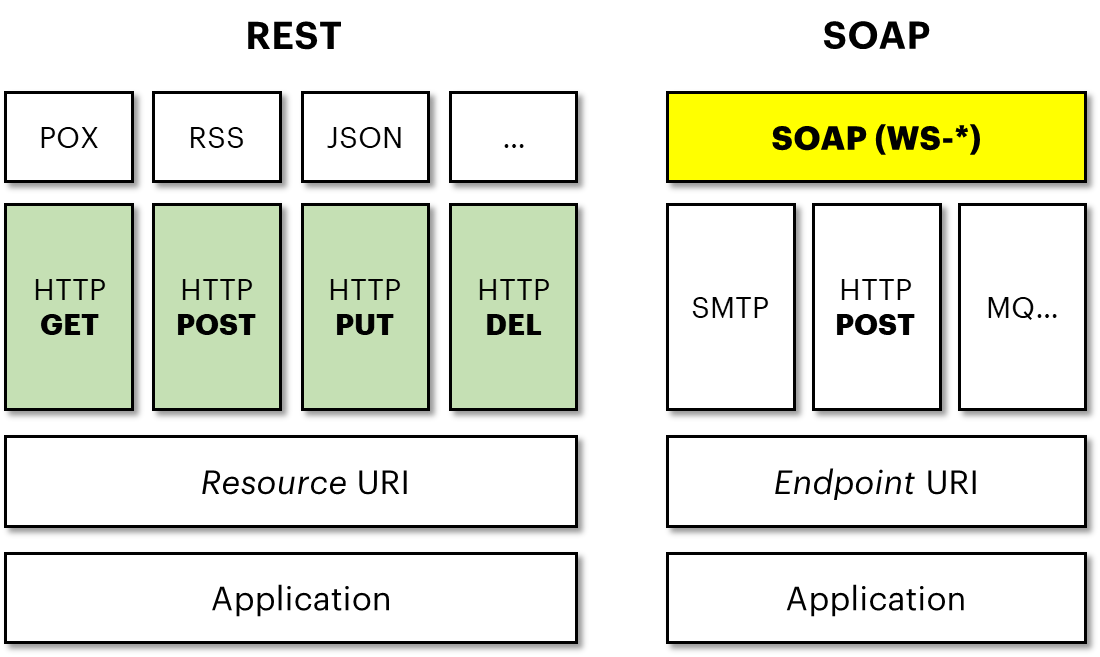 REST
POX
RSS
JSON
...
HTTP
GET
HTTP
POST
HTTP
PUT
HTTP
DEL
Resource URI
Application
SOAP
SOAP (WS-*)
SMTP
HTTP
POST
MQ...
Endpoint URI
Application